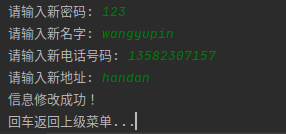 请输入新密码: 123
请输入新名字: wangyupin
请输入新电话号码: 13582307157
请输入新地址: handan
信息修改成功！
回车返回上级菜单...